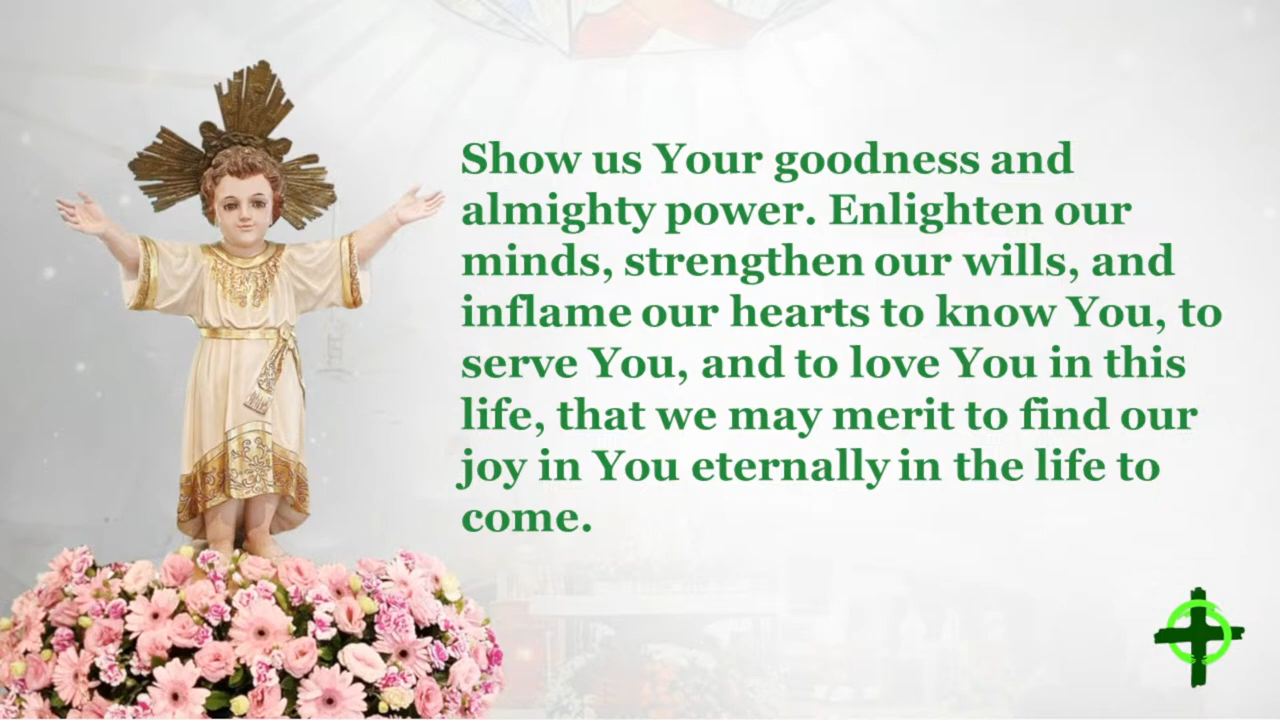 Show us Your goodness and
almighty power. Enlighten our
minds, strengthen our wills, and
inflame our hearts to know You, to
serve You, and to love You in this
life, that we may merit to find our
joy in You eternally in the life to
come.